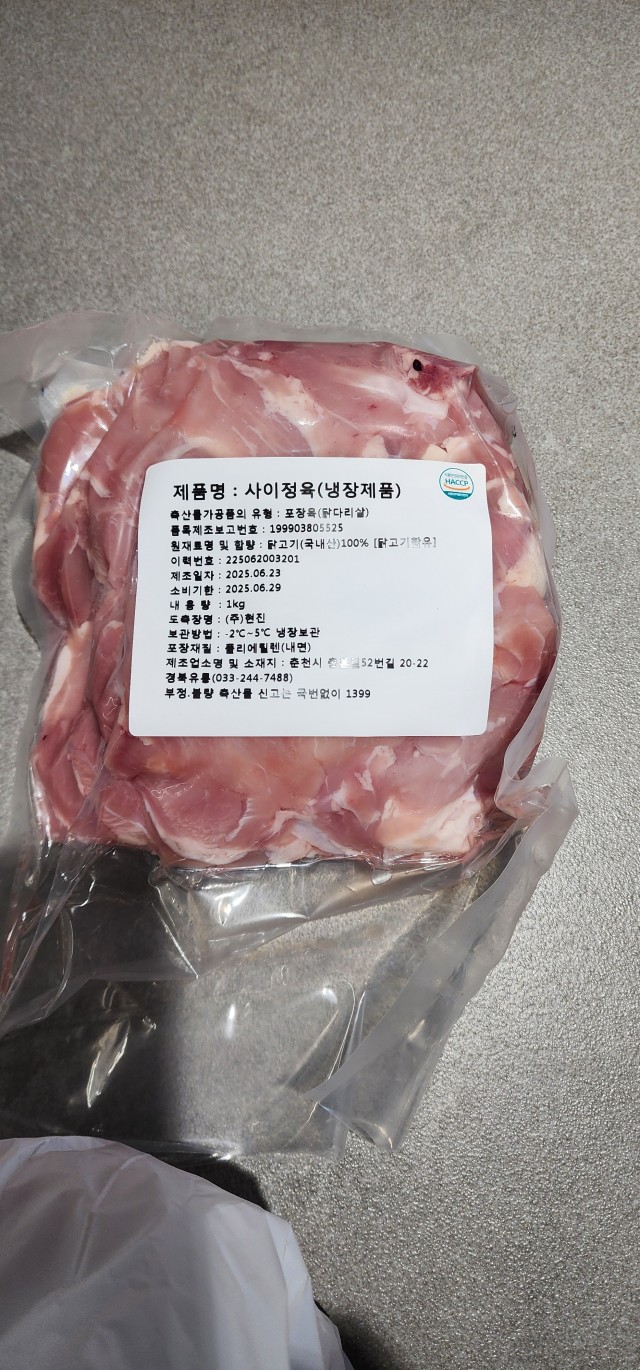 제품명 : 사이정육(냉장제품)
HACCP
축산물가공품의 유형 : 포장육(닭다리살)
품목제조보고번호 : 199903805525
원재료명 및 함량 : 닭고기(국내산)100% [닭고기함유]
이력번호 : 225062003201
제조일자 : 2025.06.23
소비기한 : 2025.06.29
내 용 량 : 1kg
도축장명 : (주)현진
보관방법 : -2℃~5℃ 냉장보관
포장재질 : 폴리에틸렌(내면)
제조업소명 및 소재지 : 춘천시 20-22
경북유통(033-244-7488)
부정.불량 축산물 신고는 국번없이 1399